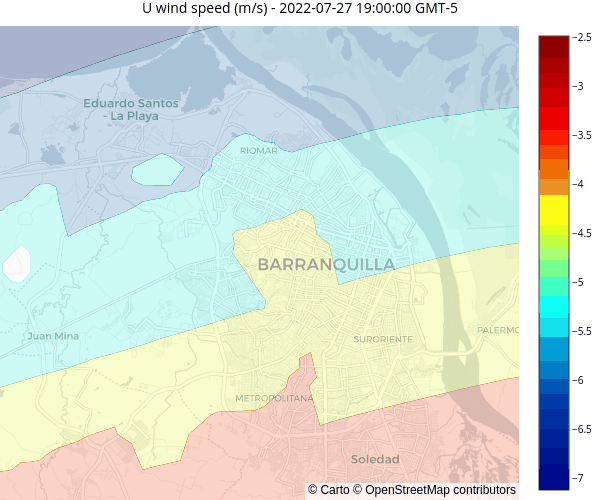 U wind speed (m/s) - 2022-07-27 19:00:00 GMT-5
-2.5
Eduardo Santos
- La Playa
-3
RIOMAR
-3.5
-4
-4.5
BARRANQUILLA
-5
Juan Mina
SURORIENTE
PALERMO
-5.5
-6
METROPOLITANA
-6.5
Soledad
-7
© Carto © OpenStreetMap contributors